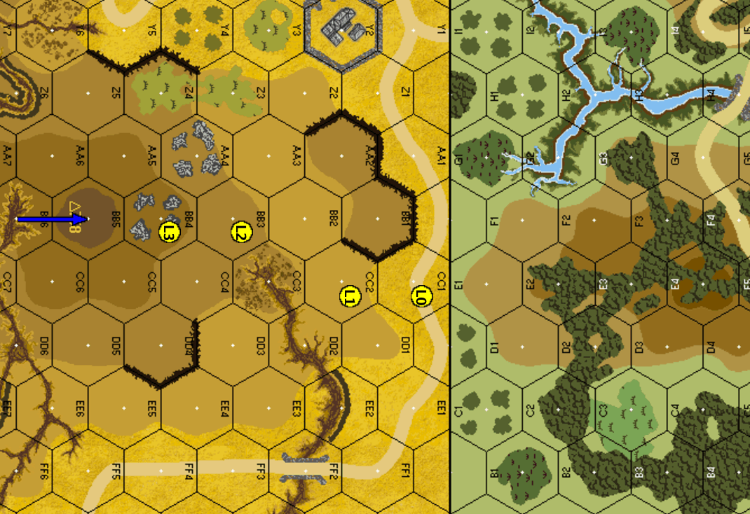 Y6
Y5
Y4
Y3
Y2
Y1
I1
I2
I3
I4
Z6
Z5
Z4
Z3
Z2
Z1
H1
H2
H3
H4
AA7
AA6
AA5
AA4
AA3
AA2
AA1
G1
G2
G3
G4
G5
18
BB5
BB4
BB3
BB2
BB1
L3
L2
F1
F2
F3
F4
CC7
CC6
CC5
CC4
CC3
CC2
CC1
L1
L0
E1
E2
E3
E4
E5
DD6
DD5
DD4
DD3
DD2
DD1
D1
D2
D3
D4
EE6
EE5
EE4
EE3
EE2
EE1
C1
C2
C3
C4
C5
FF6
FF5
FF4
FF3
FF2
FF1
B1
B2
B3
B4